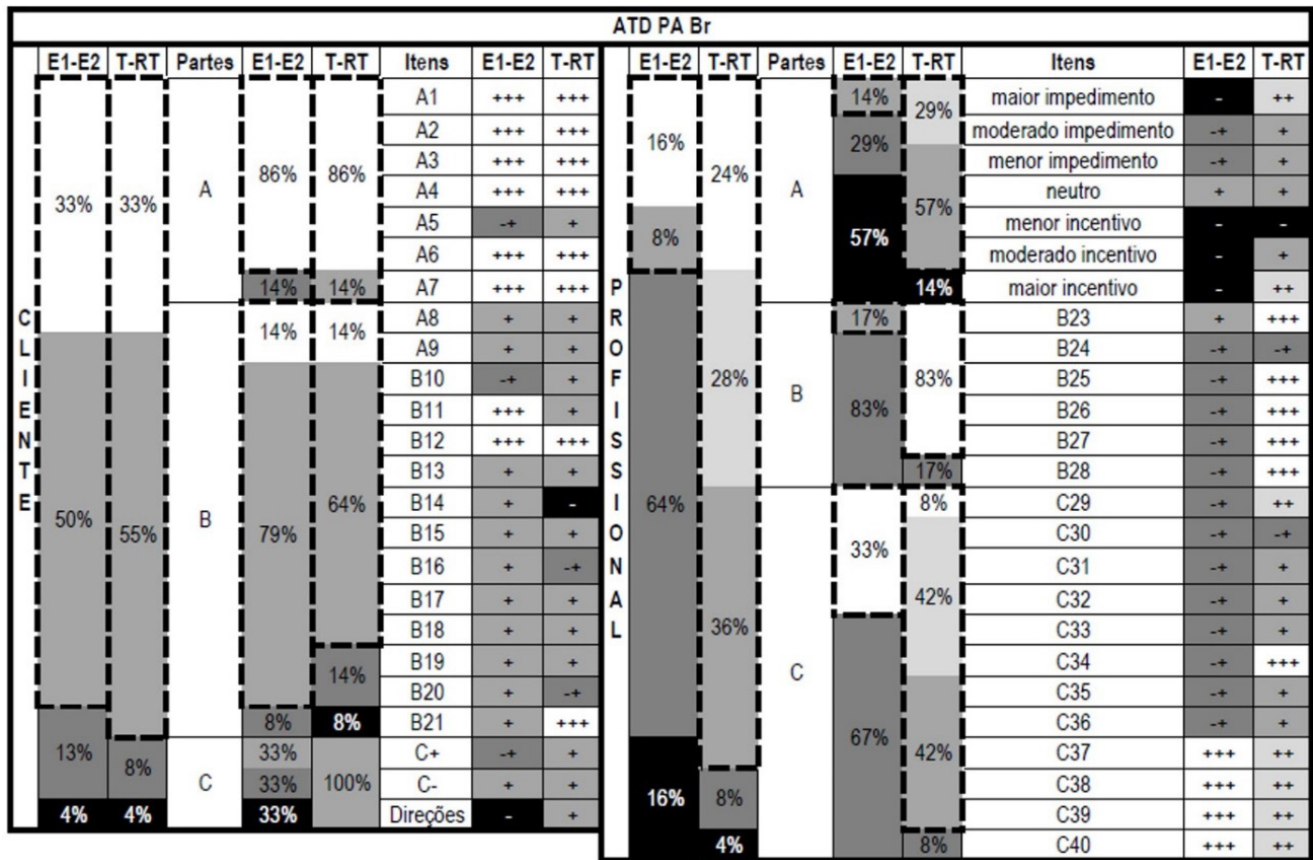 ATD PA Br
E1-E2 T-RT Partes E1-E2 T-RT Itens E1-E2 T-RT
CLIENTE
A1 +++ +++
A2 +++ +++
A3 +++ +++
86% 86%
33% 33% A A4 +++ +++
A5 -+ +
A6 +++ +++
14% 14% A7 +++ +++
A8 + +
14% 14%
A9 + +
B10 -+ +
B11 +++ +
B12 +++ +++
B13 + +
64%
B14 + -
50% 55% B 79% B15 + +
B16 + -+
B17 + +
B18 + +
B19 + +
14%
B20 + -+
8% 8% B21 + +++
13% 33% C+ -+ +
8% C 33% 100% C- + +
4% 4% 33% Direções - +
E1-E2 T-RT Partes E1-E2 T-RT Itens E1-E2 T-RT
PROFISSIONAL
14% maior impedimento - ++
29%
16% 29% moderado impedimento -+ +
menor impedimento -+ +
24% A neutro + +
57%
8% 57% menor incentivo - -
moderado incentivo - +
14% maior incentivo - ++
17% B23 + +++
B24 -+ -+
28% 83% B25 -+ +++
B 83% B26 -+ +++
B27 -+ +++
17% B28 -+ +++
64% 8% C29 -+ ++
33% C30 -+ -+
C31 -+ +
42% C32 -+ +
36% C33 -+ +
C C34 -+ +++
C35 -+ +
C36 -+ +
67% 42% C37 +++ ++
16% 8% C38 +++ ++
C39 +++ ++
4% 8% C40 +++ ++